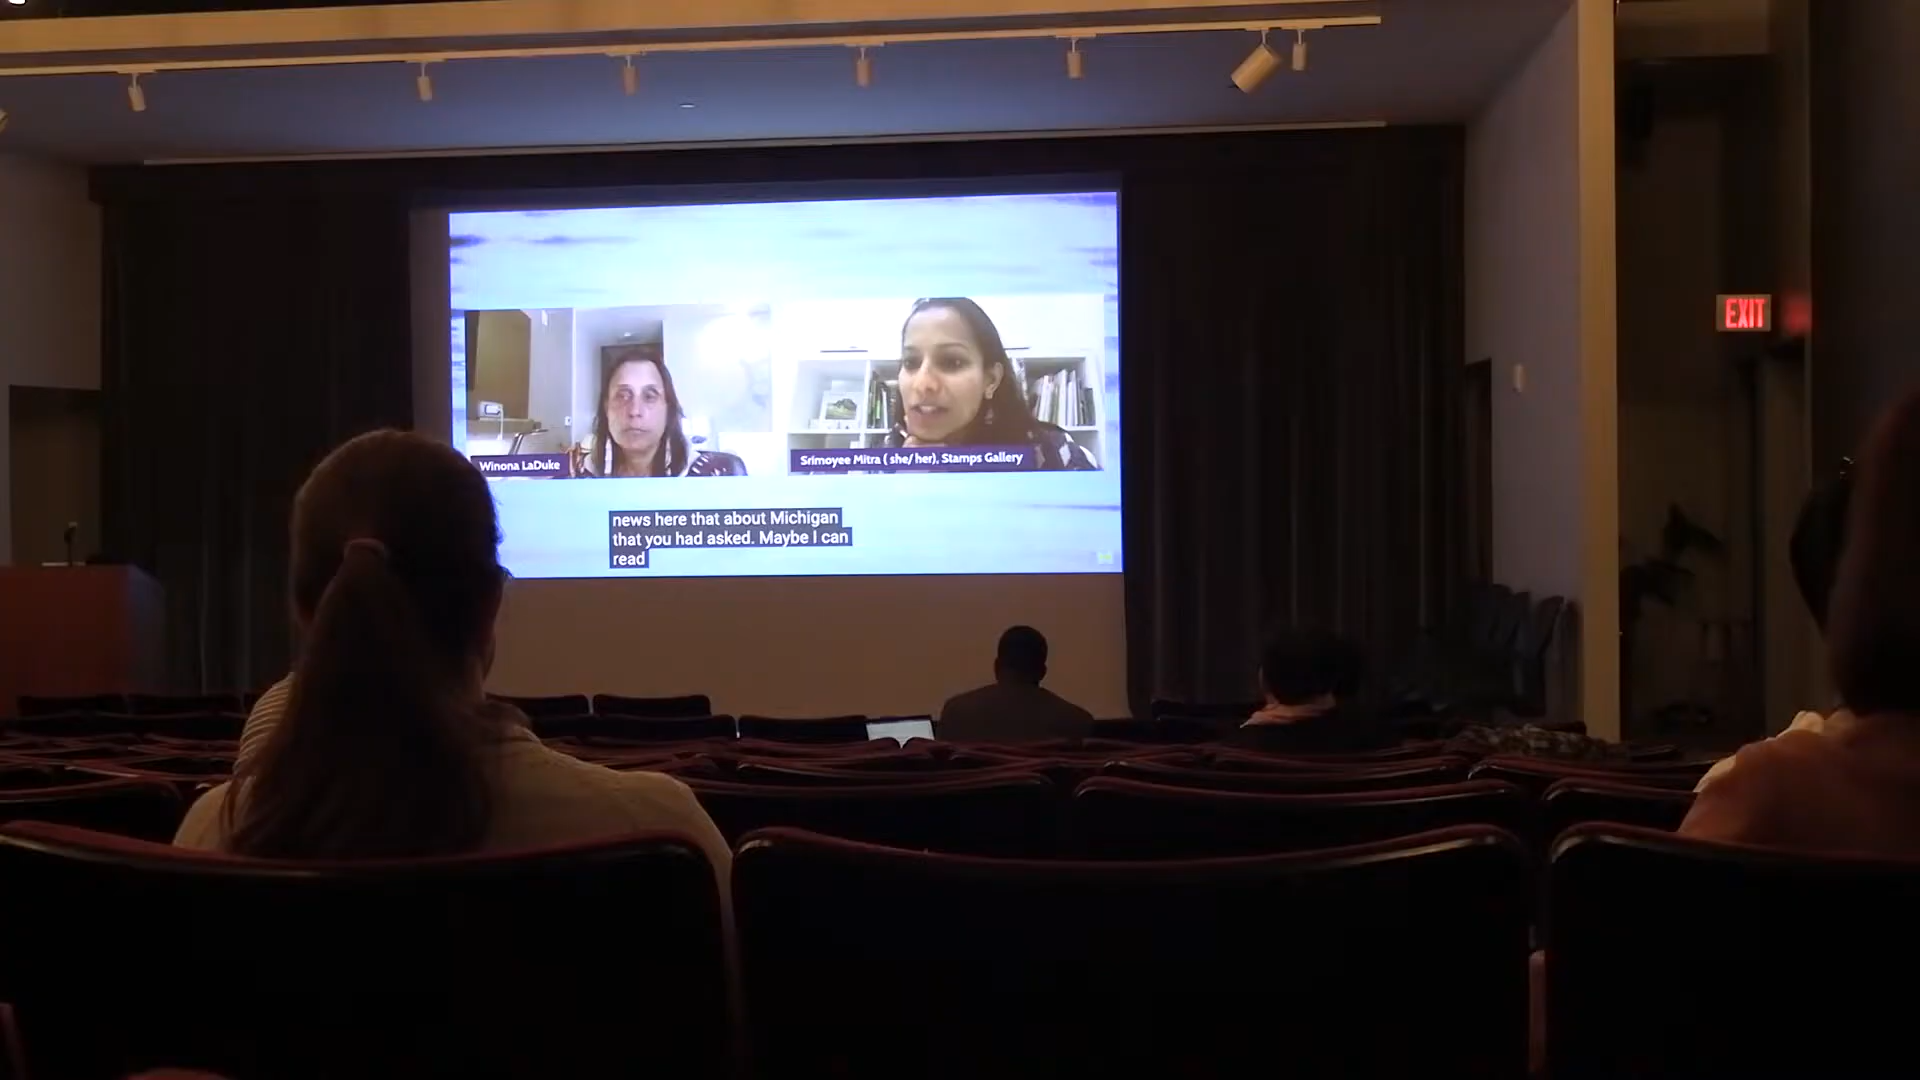 EXIT
Winona LaDuke
Srimoyee Mitra ( she/ her), Stamps Gallery
news here that about Michigan
that you had asked. Maybe I can
read